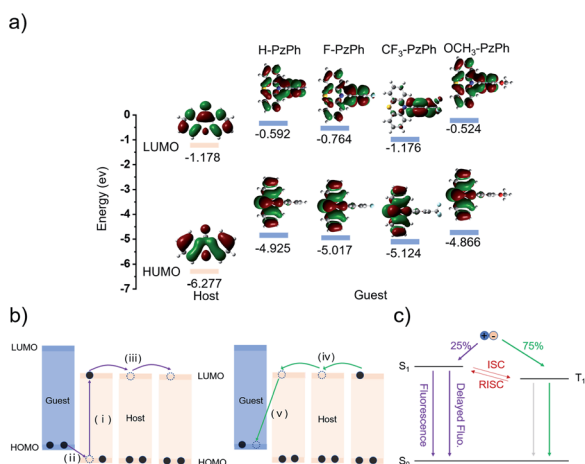 a)
H-PzPh F-PzPh CF₃-PzPh OCH₃-PzPh
Energy (ev)
0
-1
-2
-3
-4
-5
-6
-7
LUMO
-1.178
-0.592
-0.764
-1.176
-0.524
HUMO
-6.277
-4.925
-5.017
-5.124
-4.866
Host
Guest
b)
LUMO
Guest
HOMO
(i)
(ii)
(iii)
Host
LUMO
HOMO
Guest
(iv)
(v)
Host
LUMO
HOMO
c)
25%
75%
S₁
ISC
RISC
T₁
Fluorescence
Delayed Fluo.